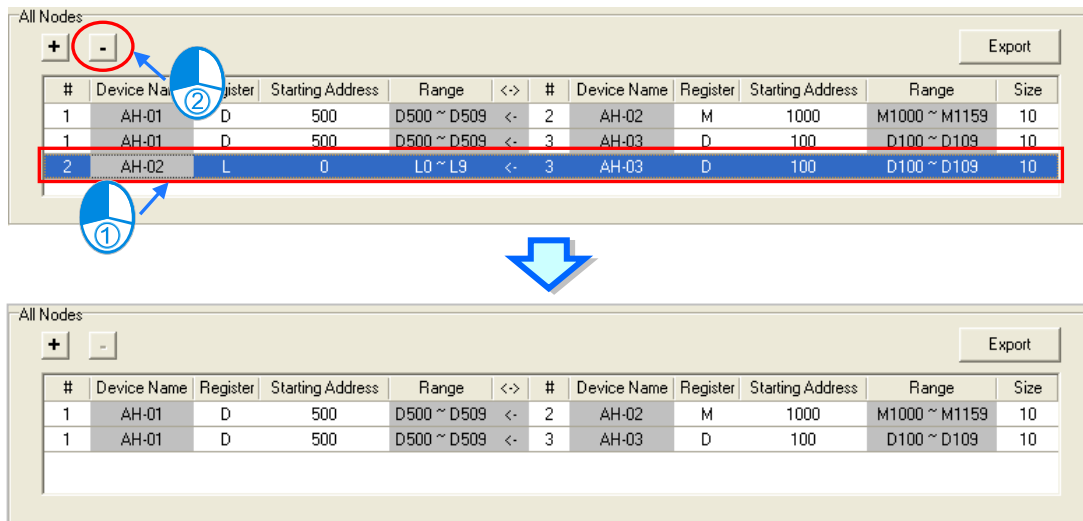 All Nodes
+ - Export
# Device Na ② gister Starting Address Range <-> # Device Name Register Starting Address Range Size
1 AH-01 D 500 D500 ~ D509 <- 2 AH-02 M 1000 M1000 ~ M1159 10
1 AH-01 D 500 D500 ~ D509 <- 3 AH-03 D 100 D100 ~ D109 10
2 AH-02 L 0 L0 ~ L9 <- 3 AH-03 D 100 D100 ~ D109 10
①
All Nodes
+ - Export
# Device Name Register Starting Address Range <-> # Device Name Register Starting Address Range Size
1 AH-01 D 500 D500 ~ D509 <- 2 AH-02 M 1000 M1000 ~ M1159 10
1 AH-01 D 500 D500 ~ D509 <- 3 AH-03 D 100 D100 ~ D109 10